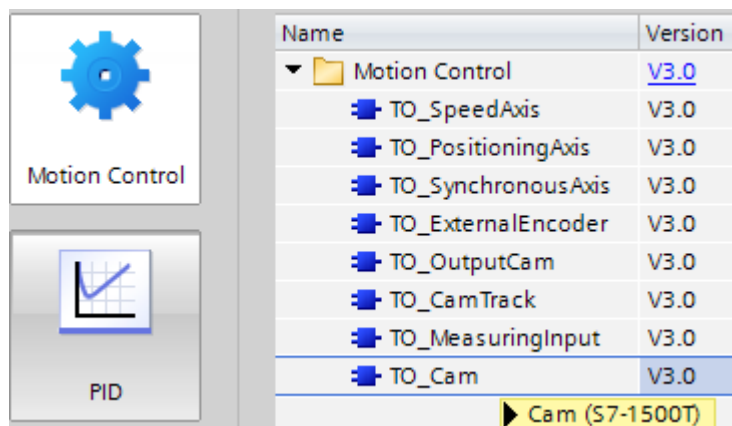 Motion Control
PID
Name Version
Motion Control V3.0
TO_SpeedAxis V3.0
TO_PositioningAxis V3.0
TO_SynchronousAxis V3.0
TO_ExternalEncoder V3.0
TO_OutputCam V3.0
TO_CamTrack V3.0
TO_MeasuringInput V3.0
TO_Cam V3.0
Cam (S7-1500T)